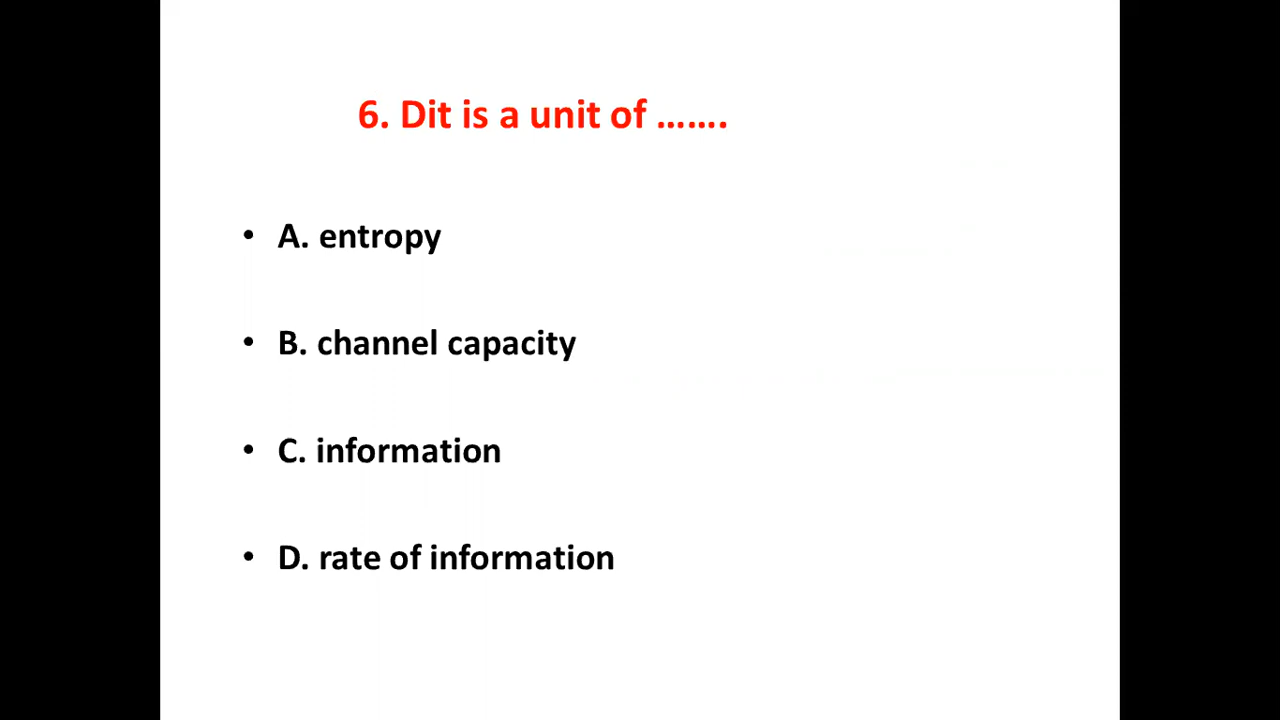 6. Dit is a unit of …….
• A. entropy
• B. channel capacity
• C. information
• D. rate of information